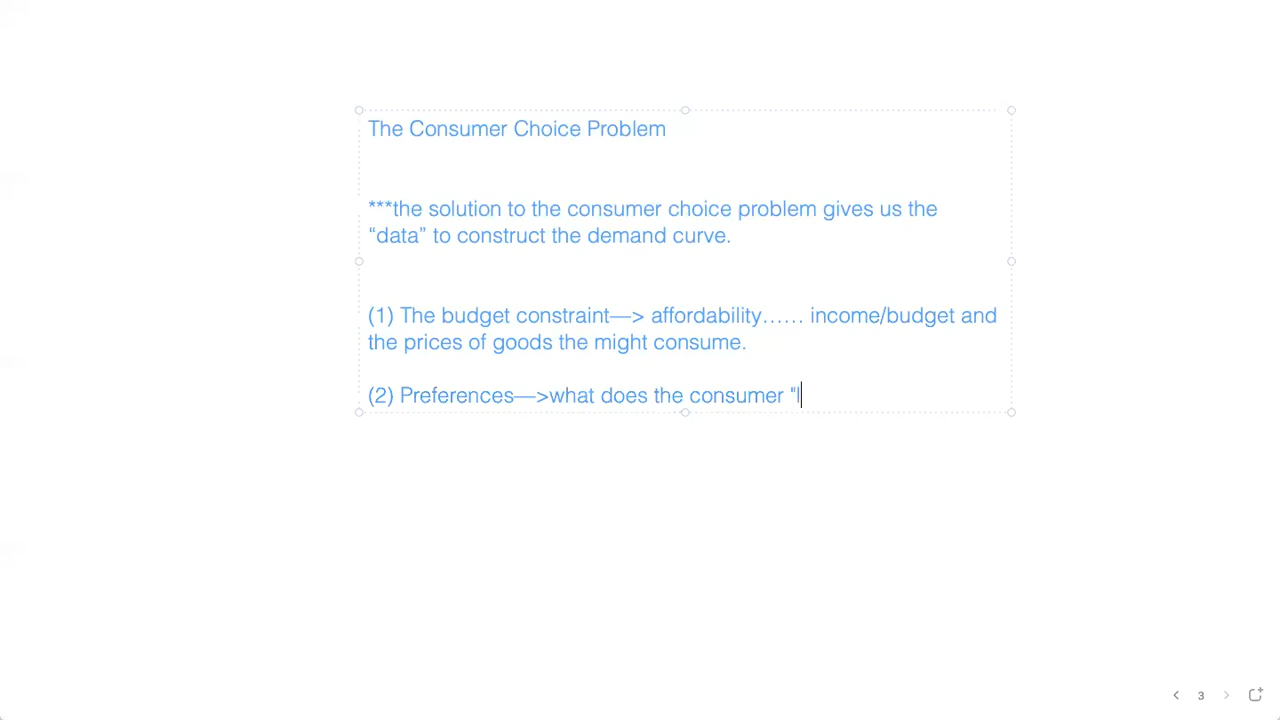 The Consumer Choice Problem
***the solution to the consumer choice problem gives us the
“data” to construct the demand curve.
(1) The budget constraint—> affordability…… income/budget and
the prices of goods the might consume.
(2) Preferences—>what does the consumer "l
3